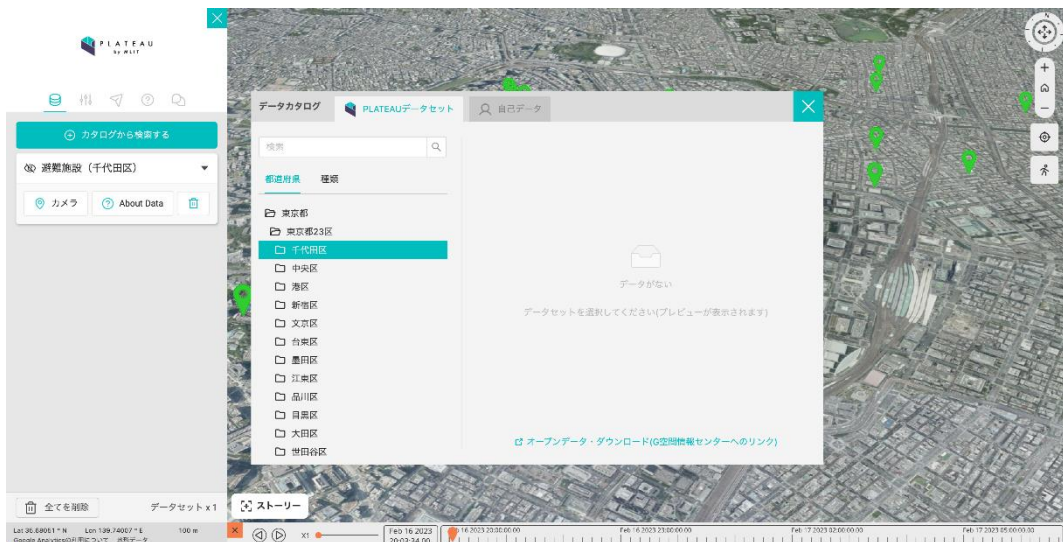 PLATEAU
by MLIT
カタログから検索する
避難施設（千代田区）
カメラ
About Data
全てを削除
データセット x 1
Lon 139.74007 ° E
100 m
データカタログ
PLATEAUデータセット
自己データ
検索
都道府県
種類
東京都
東京都23区
千代田区
中央区
港区
新宿区
文京区
台東区
墨田区
江東区
品川区
目黒区
大田区
世田谷区
データがない
データセットを選択してください(プレビューが表示されます)
オープンデータ・ダウンロード(G空間情報センターへのリンク)
ストーリー
X1
Feb 16 2023
20:03:34.00
Feb 16 2023 23:00:00.00
Feb 17 2023 02:00:00.00
Feb 17 2023 05:00:00.00